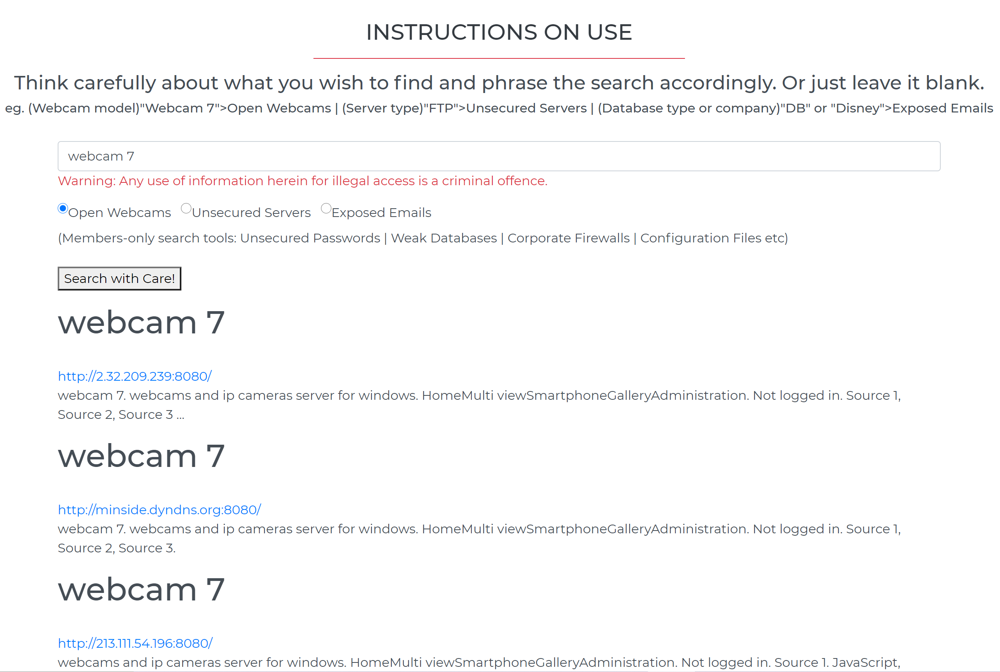 INSTRUCTIONS ON USE
Think carefully about what you wish to find and phrase the search accordingly. Or just leave it blank.
eg. (Webcam model)"Webcam 7">Open Webcams | (Server type)"FTP">Unsecured Servers | (Database type or company)"DB" or "Disney">Exposed Emails
webcam 7
Warning: Any use of information herein for illegal access is a criminal offence.
Open Webcams Unsecured Servers Exposed Emails
(Members-only search tools: Unsecured Passwords | Weak Databases | Corporate Firewalls | Configuration Files etc)
Search with Care!
webcam 7
http://2.32.209.239:8080/
webcam 7. webcams and ip cameras server for windows. HomeMulti viewSmartphoneGalleryAdministration. Not logged in. Source 1,
Source 2, Source 3 ...
webcam 7
http://minside.dyndns.org:8080/
webcam 7. webcams and ip cameras server for windows. HomeMulti viewSmartphoneGalleryAdministration. Not logged in. Source 1,
Source 2, Source 3.
webcam 7
http://213.111.54.196:8080/
webcams and ip cameras server for windows. HomeMulti viewSmartphoneGalleryAdministration. Not logged in. Source 1. JavaScript,